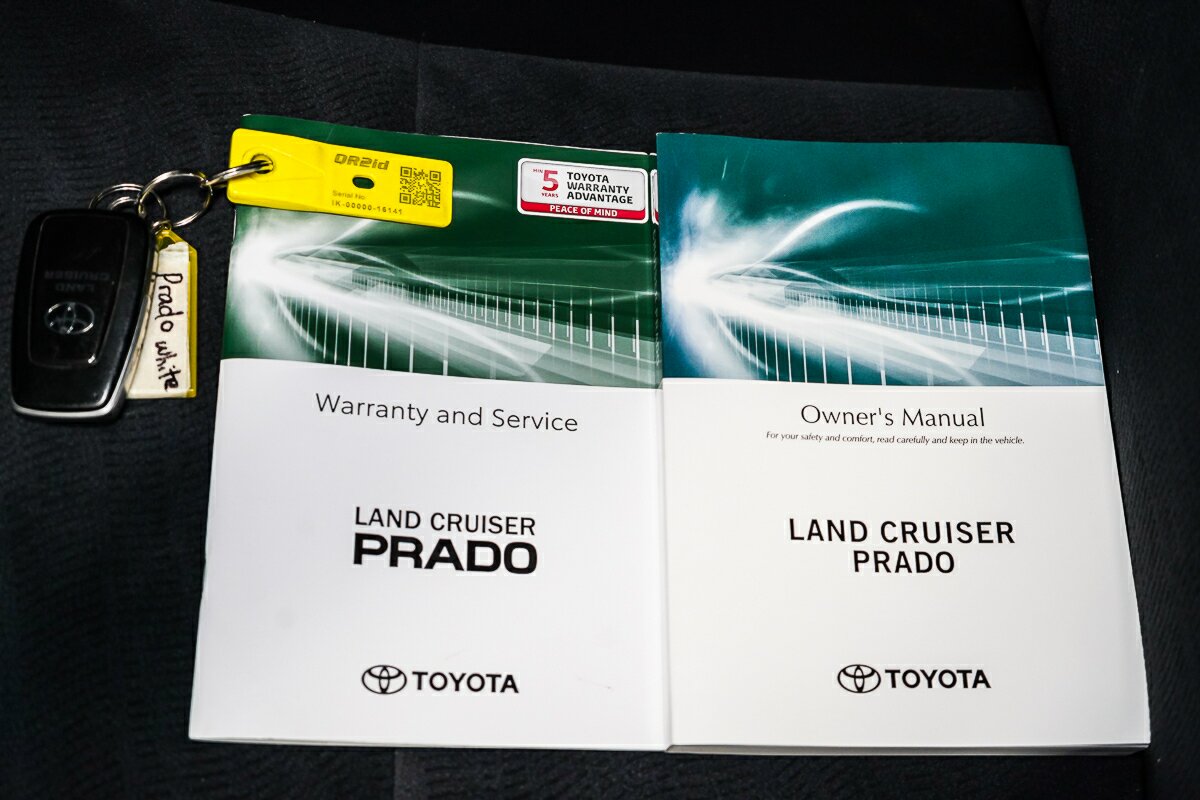 QR2id
Serial No.
IK-00000-16141
MIN
5
YEARS
TOYOTA
WARRANTY
ADVANTAGE
PEACE OF MIND
LAND
CRUISER
Prado white
Warranty and Service
LAND CRUISER
PRADO
TOYOTA
Owner's Manual
For your safety and comfort, read carefully and keep in the vehicle.
LAND CRUISER
PRADO
TOYOTA